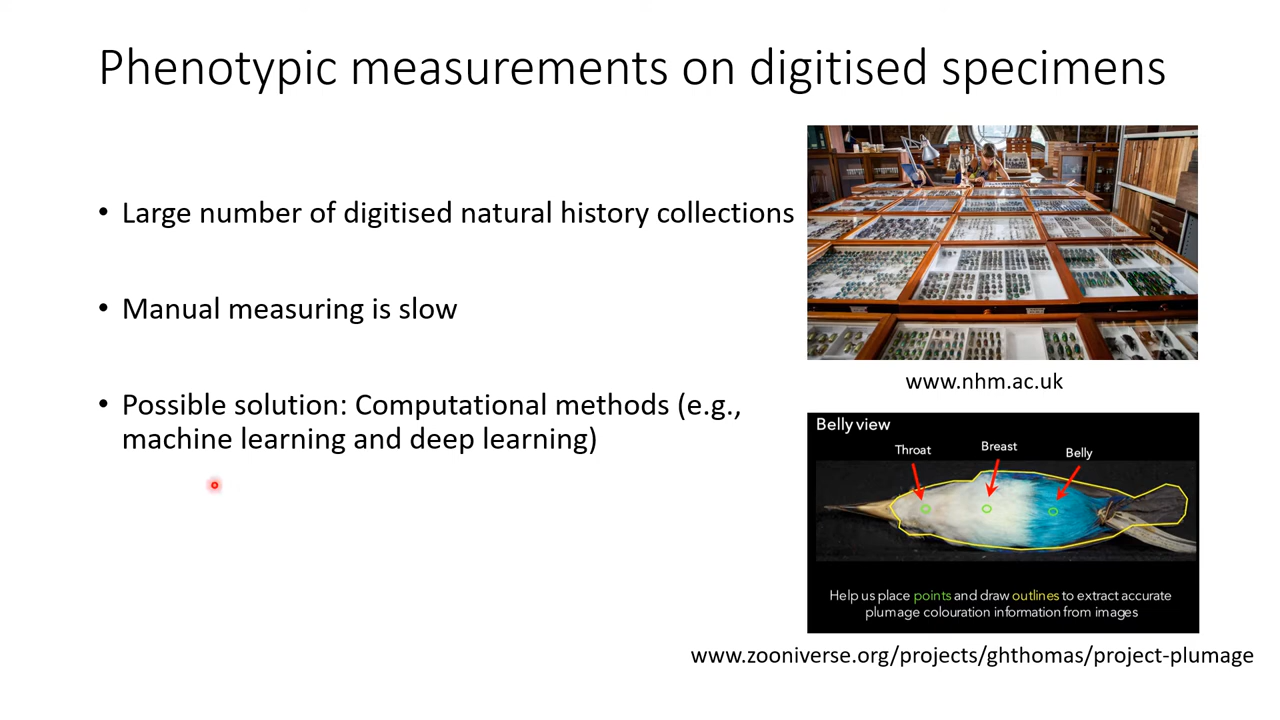 Phenotypic measurements on digitised specimens
• Large number of digitised natural history collections
• Manual measuring is slow
• Possible solution: Computational methods (e.g.,
machine learning and deep learning)
www.nhm.ac.uk
Belly view
Throat
Breast
Belly
Help us place points and draw outlines to extract accurate
plumage colouration information from images
www.zooniverse.org/projects/ghthomas/project-plumage